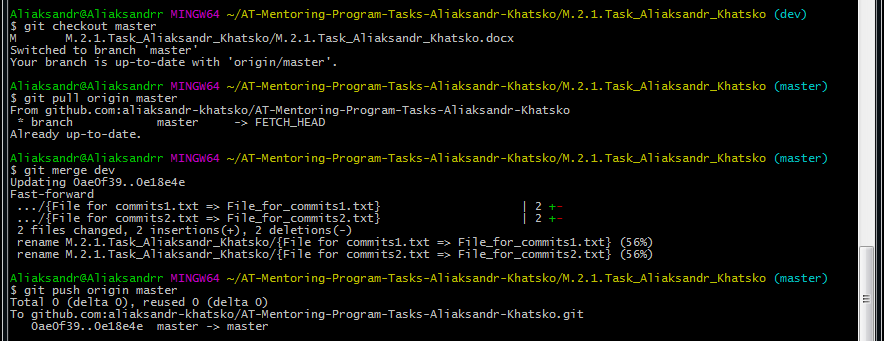 Aliaksandr@Aliaksandrr MINGW64 ~/AT-Mentoring-Program-Tasks-Aliaksandr-Khatsko/M.2.1.Task_Aliaksandr_Khatsko (dev)
$ git checkout master
M       M.2.1.Task_Aliaksandr_Khatsko/M.2.1.Task_Aliaksandr_Khatsko.docx
Switched to branch 'master'
Your branch is up-to-date with 'origin/master'.
Aliaksandr@Aliaksandrr MINGW64 ~/AT-Mentoring-Program-Tasks-Aliaksandr-Khatsko/M.2.1.Task_Aliaksandr_Khatsko (master)
$ git pull origin master
From github.com:aliaksandr-khatsko/AT-Mentoring-Program-Tasks-Aliaksandr-Khatsko
 * branch            master     -> FETCH_HEAD
Already up-to-date.
Aliaksandr@Aliaksandrr MINGW64 ~/AT-Mentoring-Program-Tasks-Aliaksandr-Khatsko/M.2.1.Task_Aliaksandr_Khatsko (master)
$ git merge dev
Updating 0ae0f39..0e18e4e
Fast-forward
 .../{File for commits1.txt => File_for_commits1.txt}                    | 2 +-
 .../{File for commits2.txt => File_for_commits2.txt}                    | 2 +-
 2 files changed, 2 insertions(+), 2 deletions(-)
 rename M.2.1.Task_Aliaksandr_Khatsko/{File for commits1.txt => File_for_commits1.txt} (56%)
 rename M.2.1.Task_Aliaksandr_Khatsko/{File for commits2.txt => File_for_commits2.txt} (56%)
Aliaksandr@Aliaksandrr MINGW64 ~/AT-Mentoring-Program-Tasks-Aliaksandr-Khatsko/M.2.1.Task_Aliaksandr_Khatsko (master)
$ git push origin master
Total 0 (delta 0), reused 0 (delta 0)
To github.com:aliaksandr-khatsko/AT-Mentoring-Program-Tasks-Aliaksandr-Khatsko.git
   0ae0f39..0e18e4e  master -> master